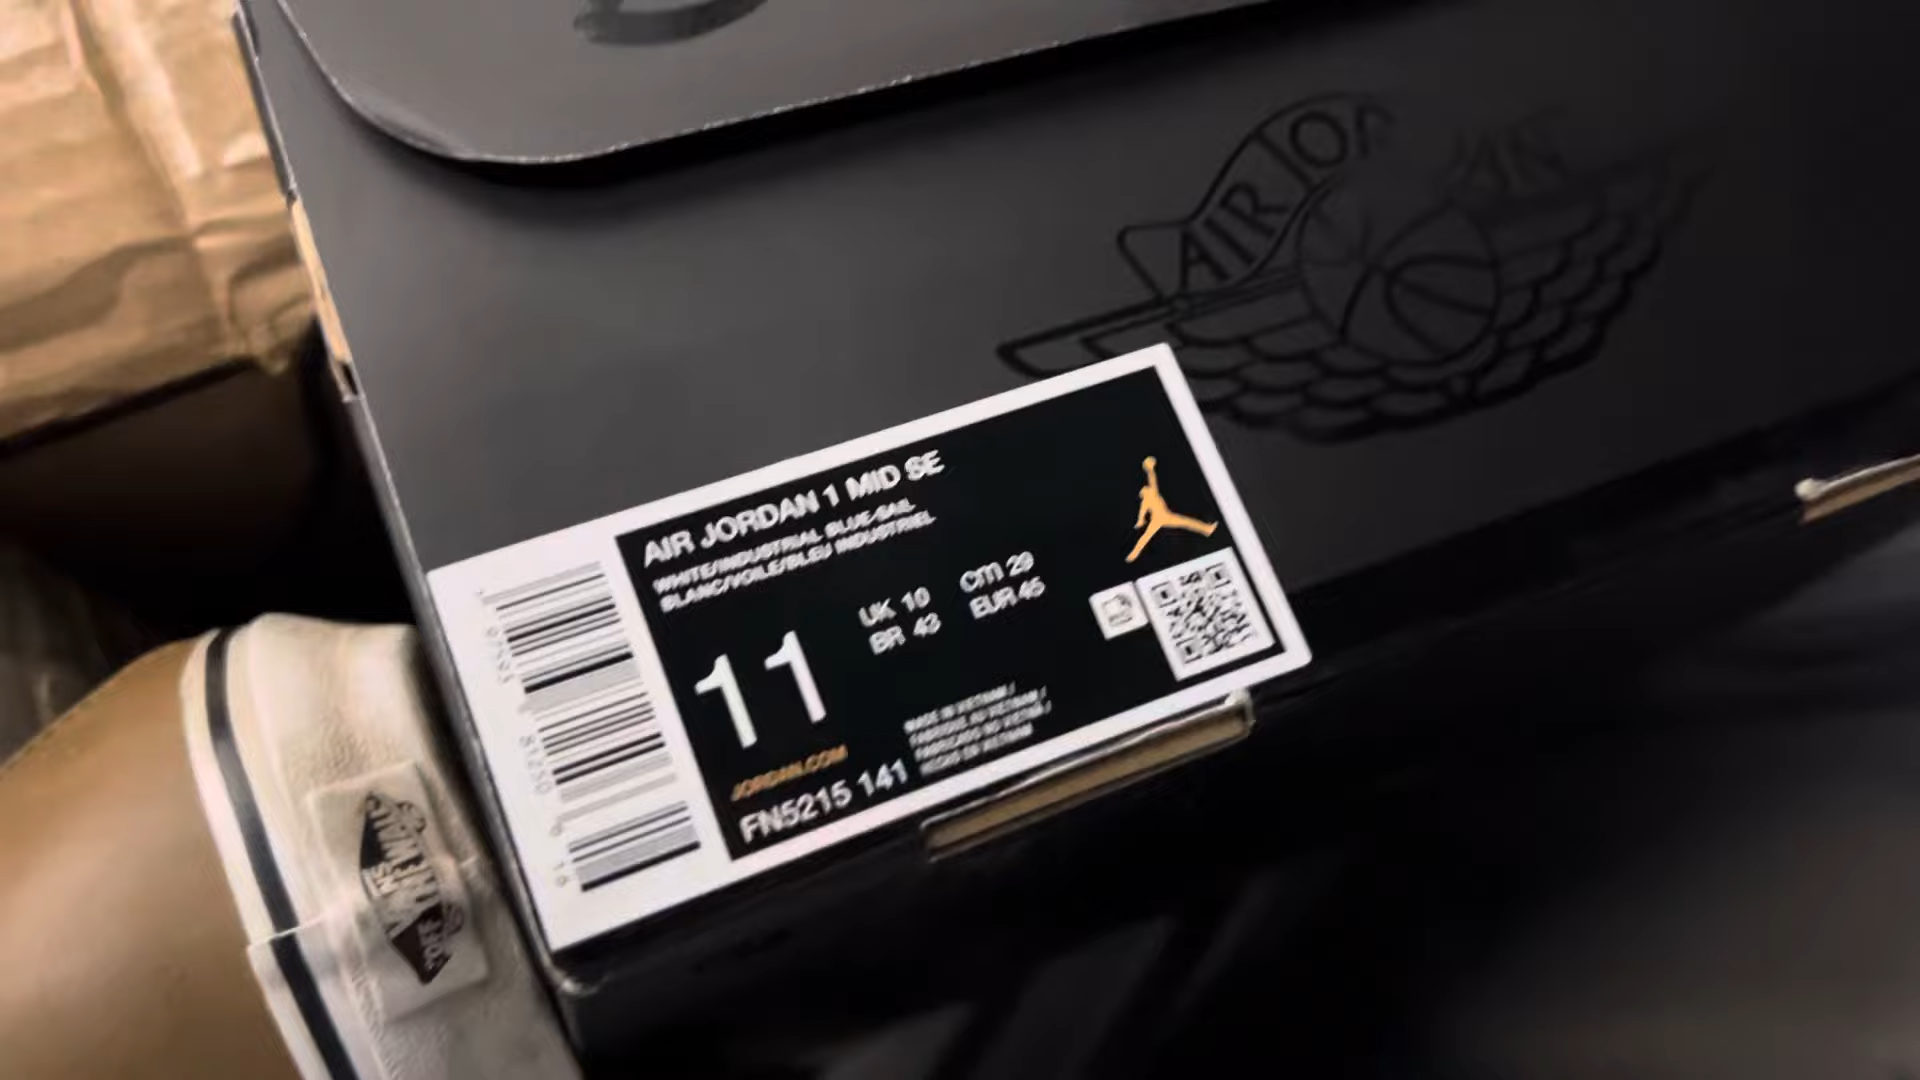 AIR JORDAN 1 MID SE
WHITE/INDUSTRIAL BLUE-SAIL
BLANC/VOILE/BLEU INDUSTRIEL
UK 10 cm 29
BR 43 EUR 45
11
MADE IN VIETNAM /
FABRIQUÉ AU VIETNAM /
FABRICADO NO VIETNÃ /
HECHO EN VIETNAM
JORDAN.COM
FN5215 141
AIR JORDAN
VANS
"OFF THE WALL"